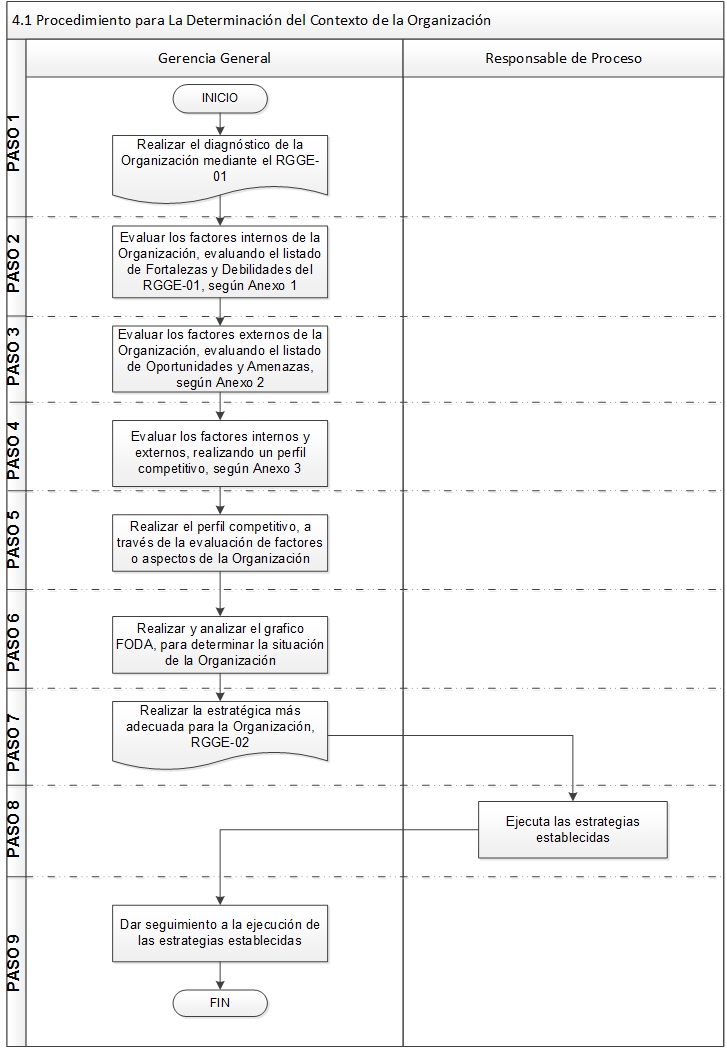 4.1 Procedimiento para La Determinación del Contexto de la Organización
Gerencia General
Responsable de Proceso
PASO 1
INICIO
Realizar el diagnóstico de la
Organización mediante el RGGE-
01
PASO 2
Evaluar los factores internos de la
Organización, evaluando el listado
de Fortalezas y Debilidades del
RGGE-01, según Anexo 1
PASO 3
Evaluar los factores externos de la
Organización, evaluando el listado
de Oportunidades y Amenazas,
según Anexo 2
PASO 4
Evaluar los factores internos y
externos, realizando un perfil
competitivo, según Anexo 3
PASO 5
Realizar el perfil competitivo, a
través de la evaluación de factores
o aspectos de la Organización
PASO 6
Realizar y analizar el grafico
FODA, para determinar la situación
de la Organización
PASO 7
Realizar la estratégica más
adecuada para la Organización,
RGGE-02
PASO 8
Ejecuta las estrategias
establecidas
PASO 9
Dar seguimiento a la ejecución de
las estrategias establecidas
FIN